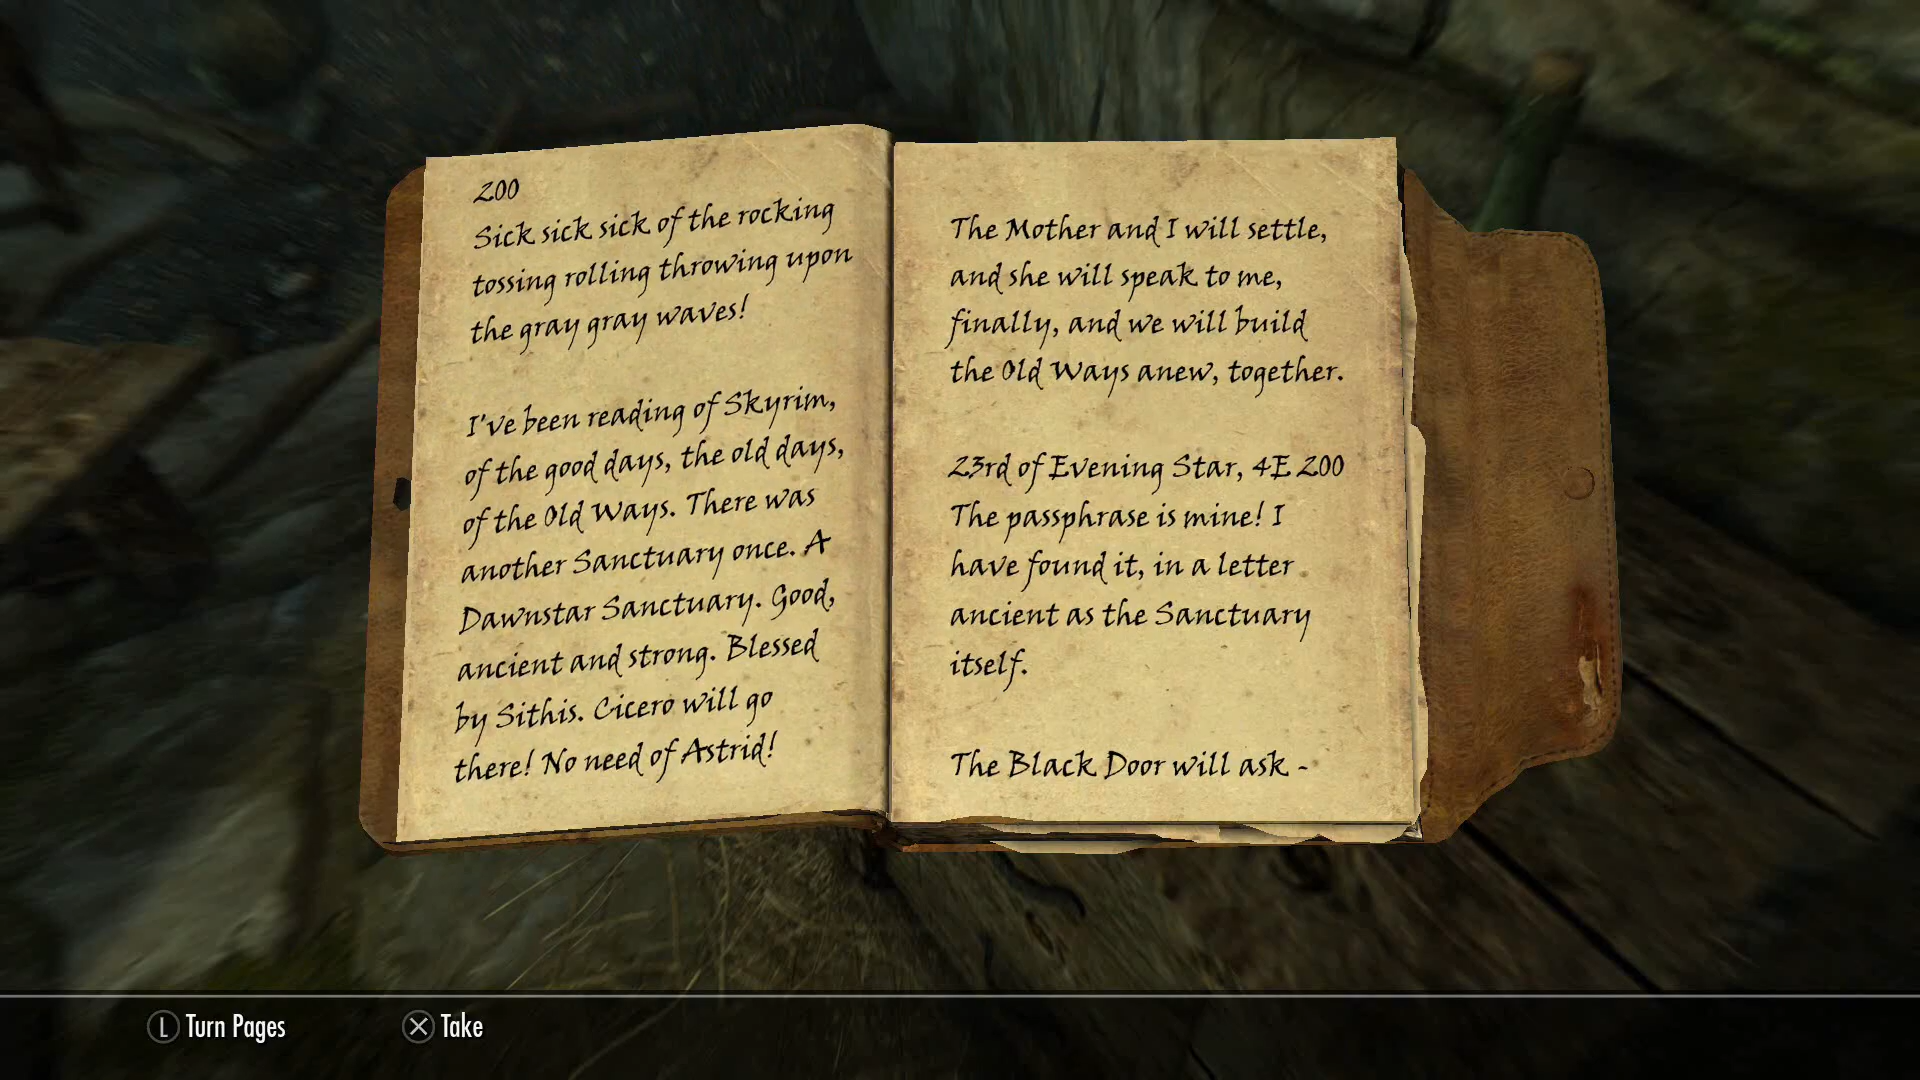 200
Sick sick sick of the rocking
tossing rolling throwing upon
the gray gray waves!
I've been reading of Skyrim,
of the good days, the old days,
of the Old Ways. There was
another Sanctuary once. A
Dawnstar Sanctuary. Good,
ancient and strong. Blessed
by Sithis. Cicero will go
there! No need of Astrid!
The Mother and I will settle,
and she will speak to me,
finally, and we will build
the Old Ways anew, together.
23rd of Evening Star, 4E 200
The passphrase is mine! I
have found it, in a letter
ancient as the Sanctuary
itself.
The Black Door will ask -
L Turn Pages
X Take